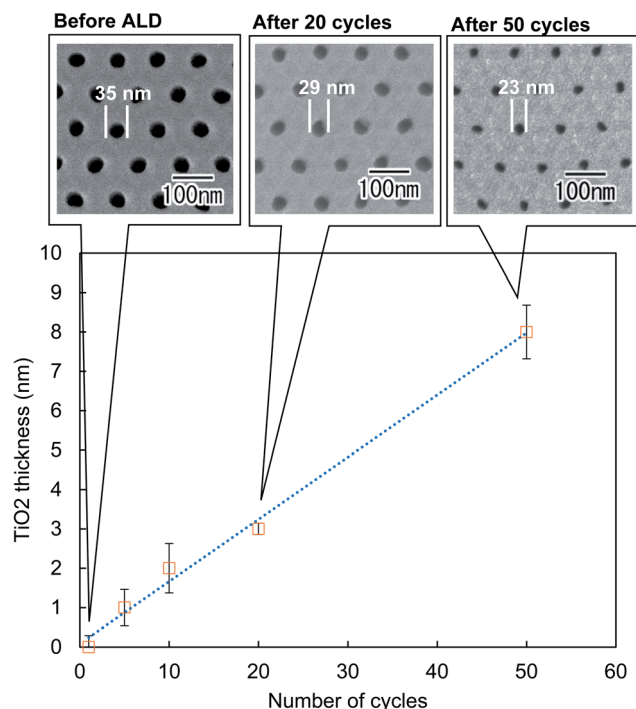 Before ALD
After 20 cycles
After 50 cycles
35 nm
29 nm
23 nm
100nm
100nm
100nm
10
9
8
7
6
5
4
3
2
1
0
TiO2 thickness (nm)
0
10
20
30
40
50
60
Number of cycles